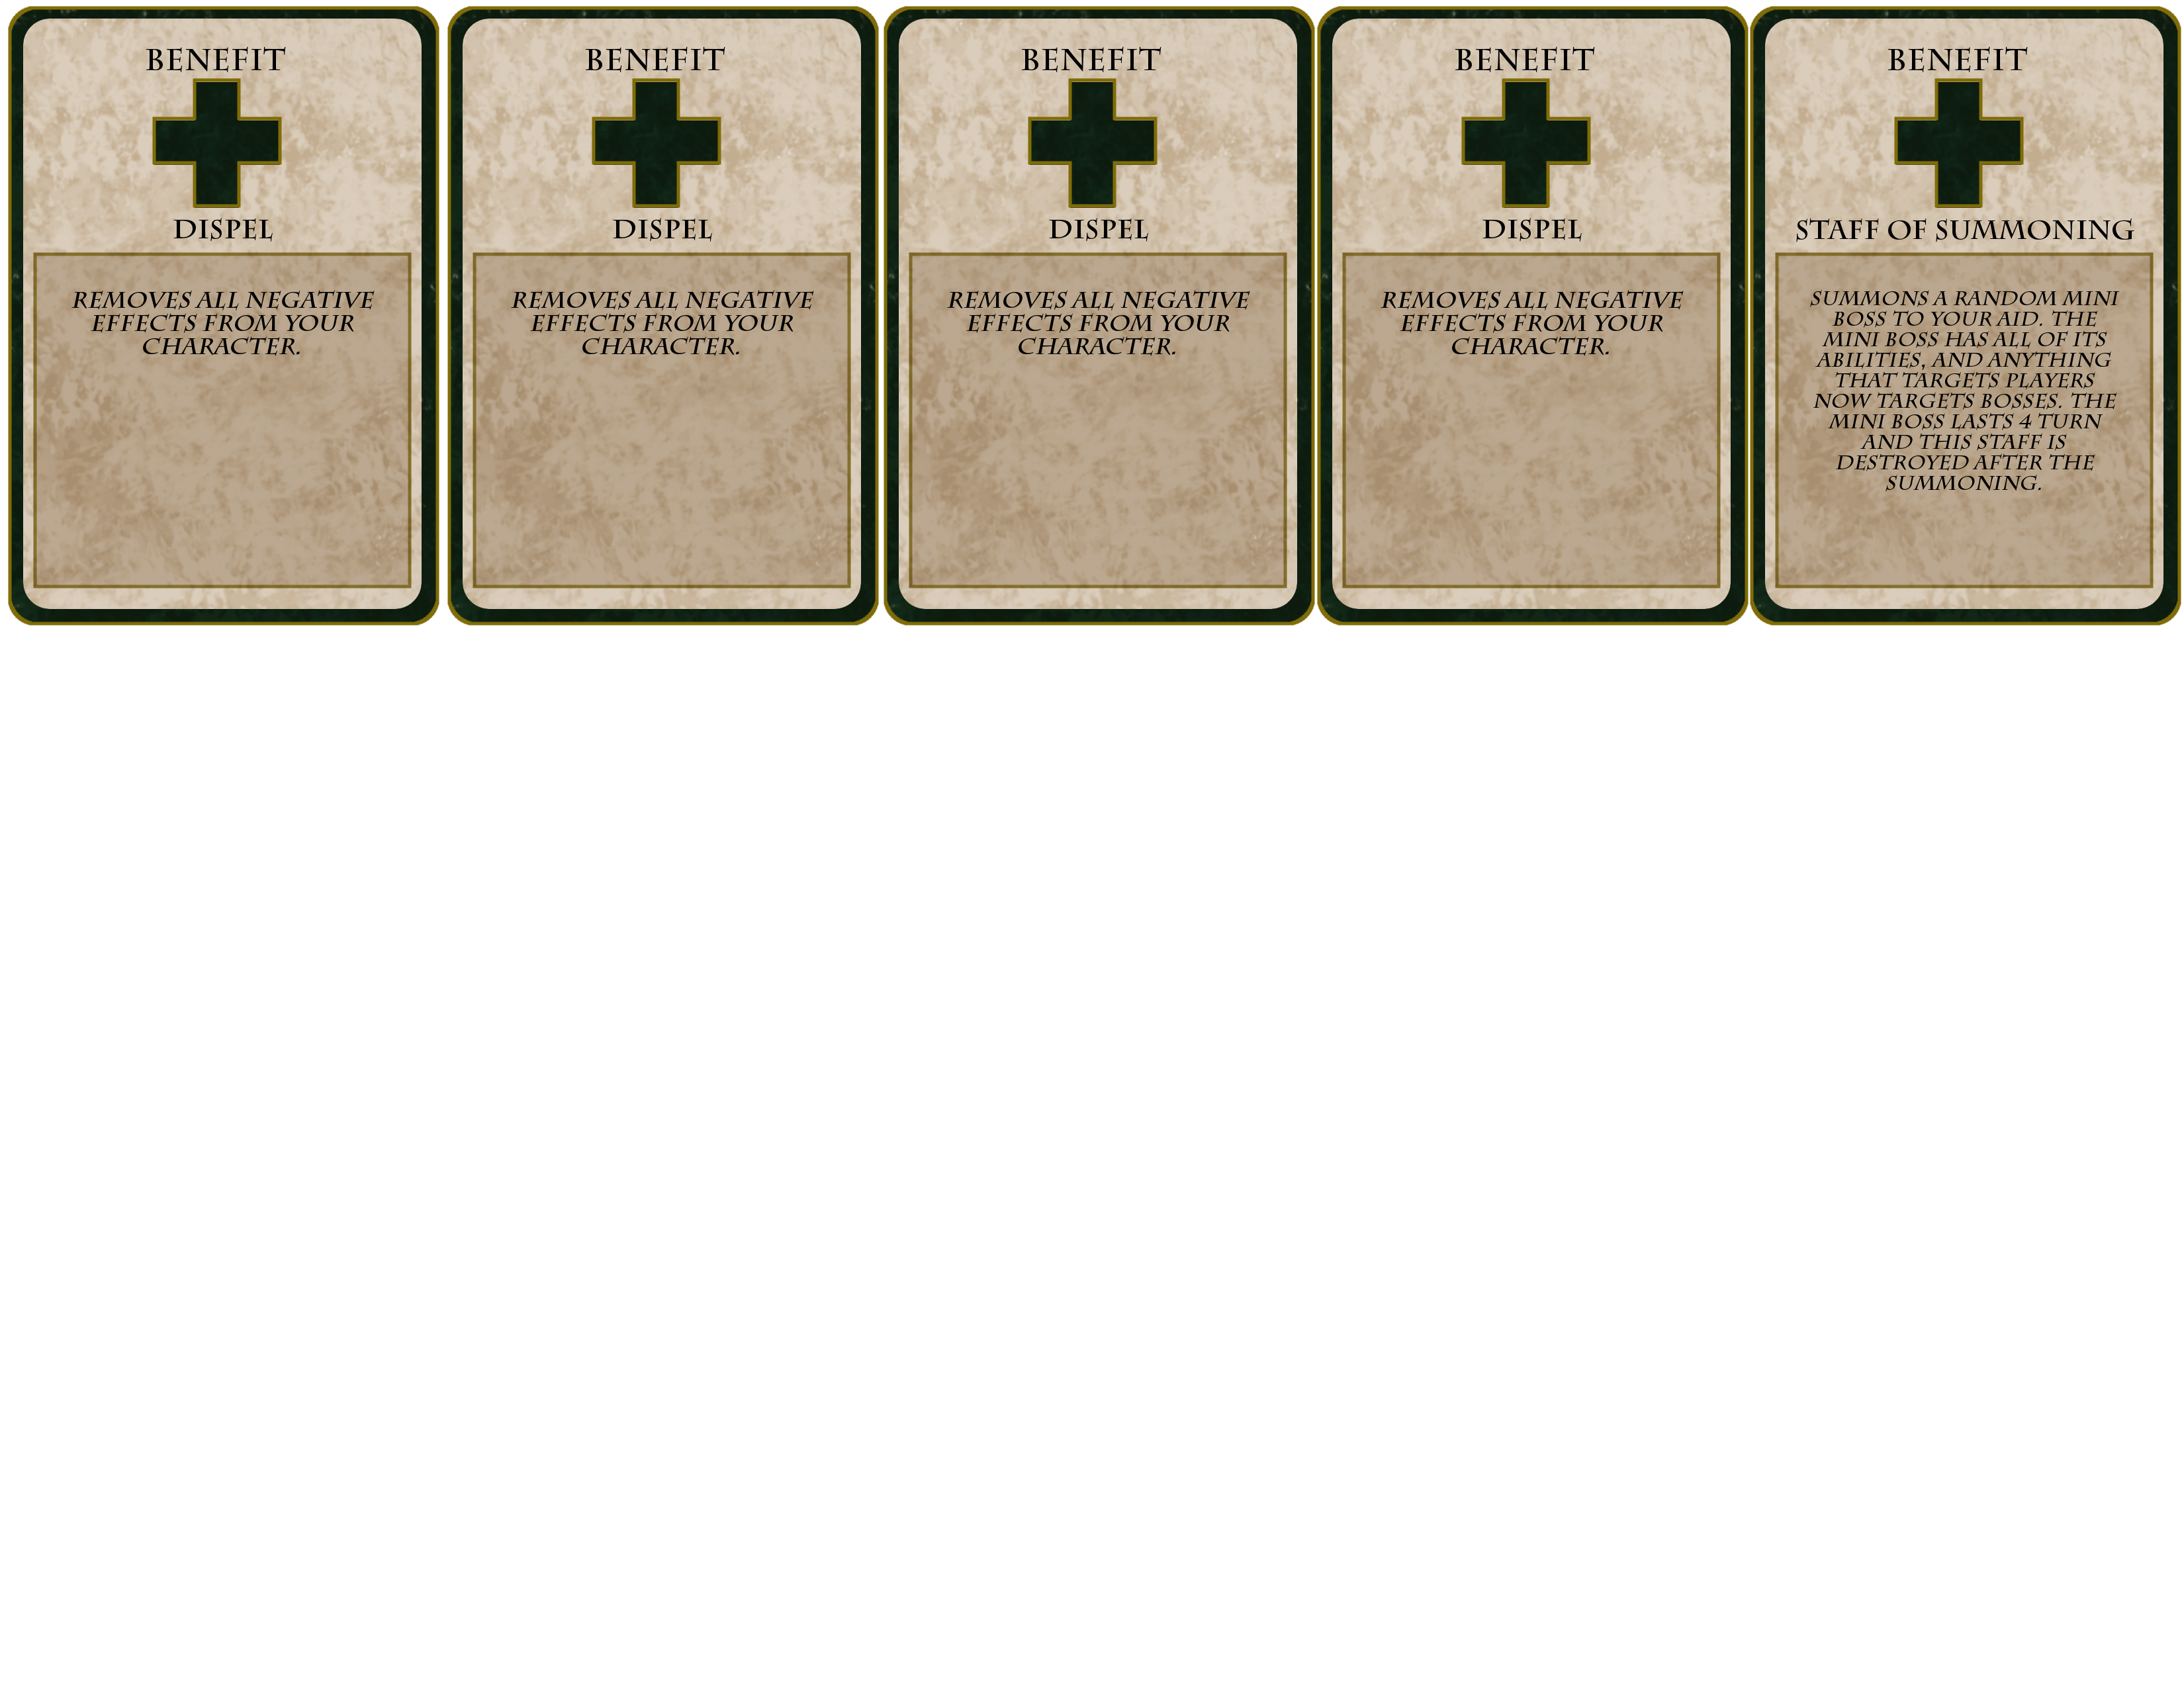 BENEFIT
DISPEL
REMOVES ALL NEGATIVE
EFFECTS FROM YOUR
CHARACTER.
BENEFIT
DISPEL
REMOVES ALL NEGATIVE
EFFECTS FROM YOUR
CHARACTER.
BENEFIT
DISPEL
REMOVES ALL NEGATIVE
EFFECTS FROM YOUR
CHARACTER.
BENEFIT
DISPEL
REMOVES ALL NEGATIVE
EFFECTS FROM YOUR
CHARACTER.
BENEFIT
STAFF OF SUMMONING
SUMMONS A RANDOM MINI
BOSS TO YOUR AID. THE
MINI BOSS HAS ALL OF ITS
ABILITIES, AND ANYTHING
THAT TARGETS PLAYERS
NOW TARGETS BOSSES. THE
MINI BOSS LASTS 4 TURN
AND THIS STAFF IS
DESTROYED AFTER THE
SUMMONING.